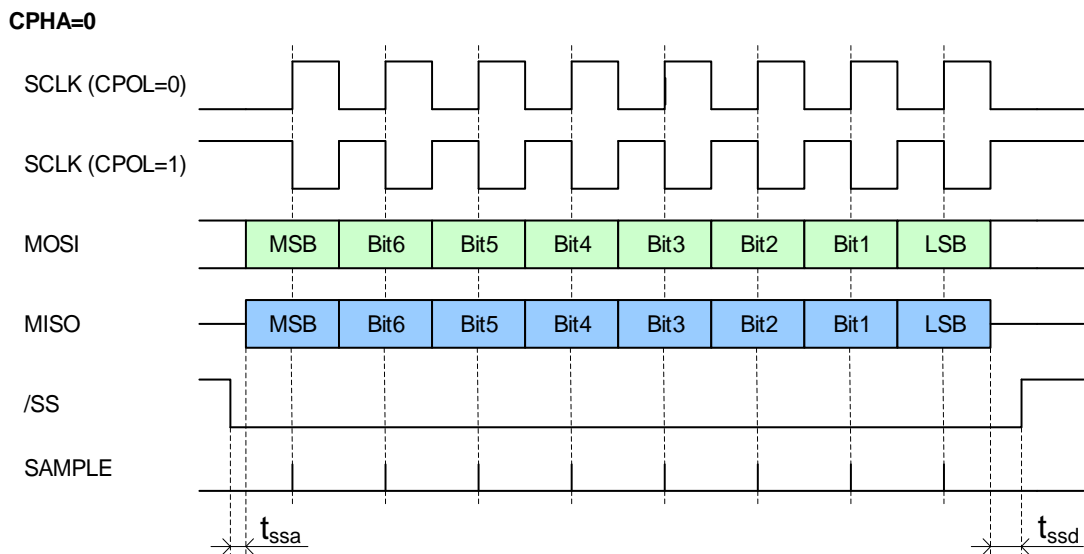 CPHA=0
SCLK (CPOL=0)
SCLK (CPOL=1)
MOSI MSB Bit6 Bit5 Bit4 Bit3 Bit2 Bit1 LSB
MISO MSB Bit6 Bit5 Bit4 Bit3 Bit2 Bit1 LSB
/SS
SAMPLE
tssa tssd